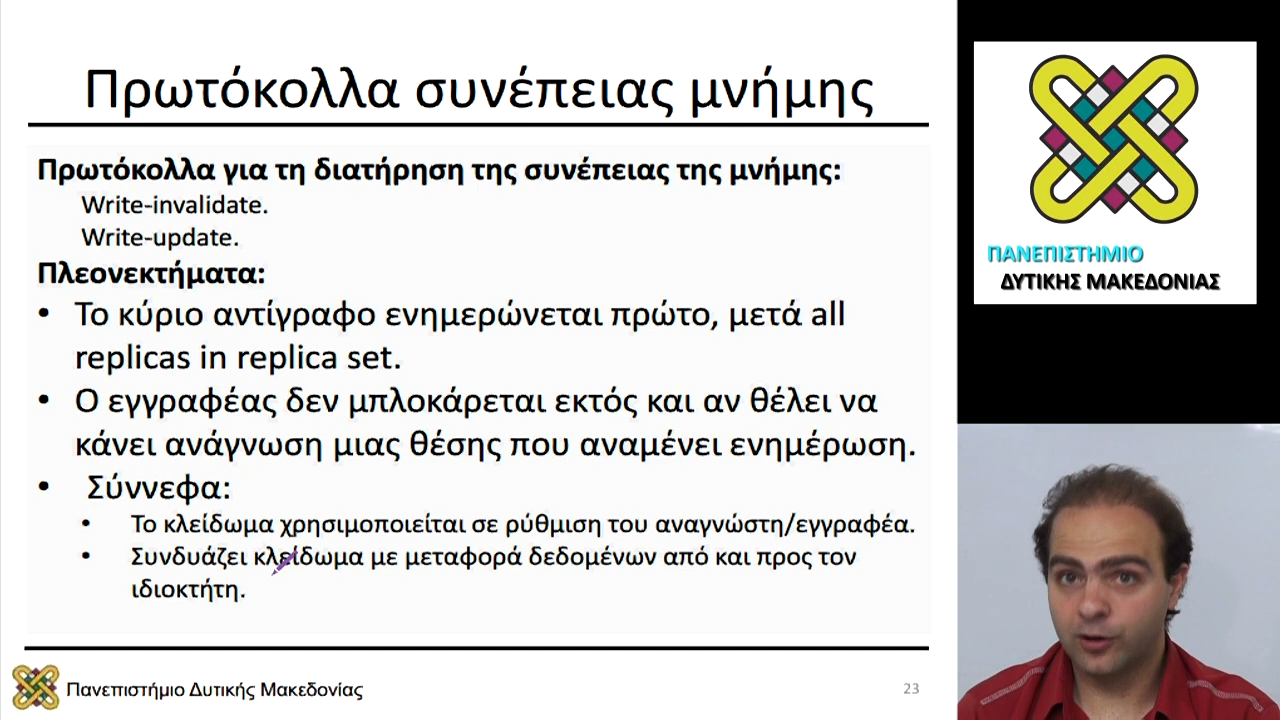 Πρωτόκολλα συνέπειας μνήμης
Πρωτόκολλα για τη διατήρηση της συνέπειας της μνήμης:
Write-invalidate.
Write-update.
Πλεονεκτήματα:
• Το κύριο αντίγραφο ενημερώνεται πρώτο, μετά all
replicas in replica set.
• Ο εγγραφέας δεν μπλοκάρεται εκτός και αν θέλει να
κάνει ανάγνωση μιας θέσης που αναμένει ενημέρωση.
• Σύννεφα:
• Το κλείδωμα χρησιμοποιείται σε ρύθμιση του αναγνώστη/εγγραφέα.
• Συνδυάζει κλείδωμα με μεταφορά δεδομένων από και προς τον
ιδιοκτήτη.
Πανεπιστήμιο Δυτικής Μακεδονίας
23
ΠΑΝΕΠΙΣΤΗΜΙΟ
ΔΥΤΙΚΗΣ ΜΑΚΕΔΟΝΙΑΣ